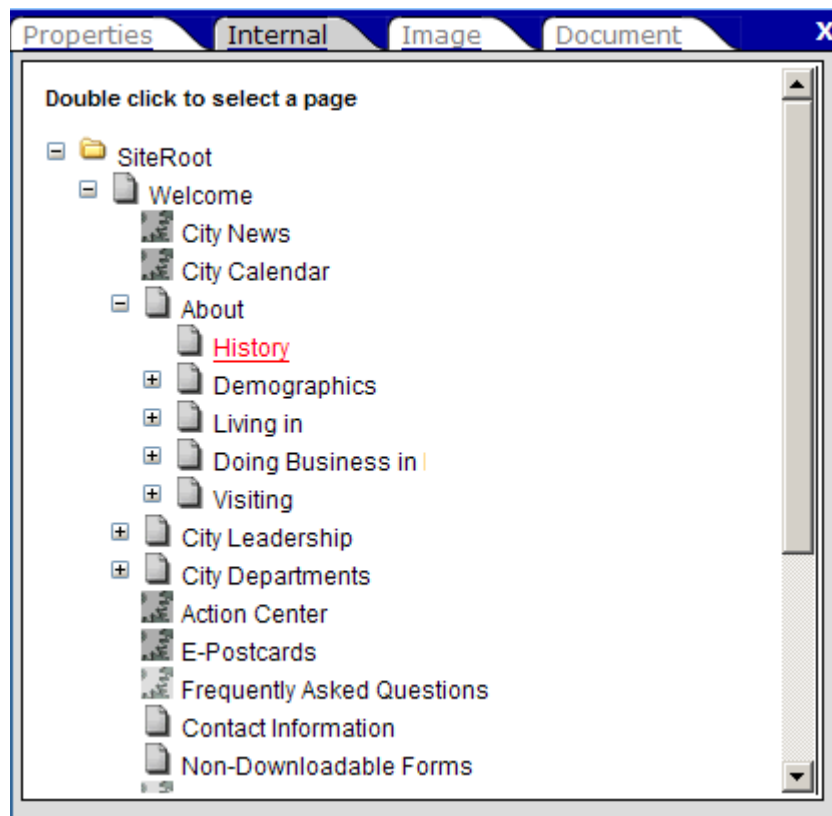 Properties Internal Image Document X
Double click to select a page
SiteRoot
Welcome
City News
City Calendar
About
History
Demographics
Living in
Doing Business in
Visiting
City Leadership
City Departments
Action Center
E-Postcards
Frequently Asked Questions
Contact Information
Non-Downloadable Forms